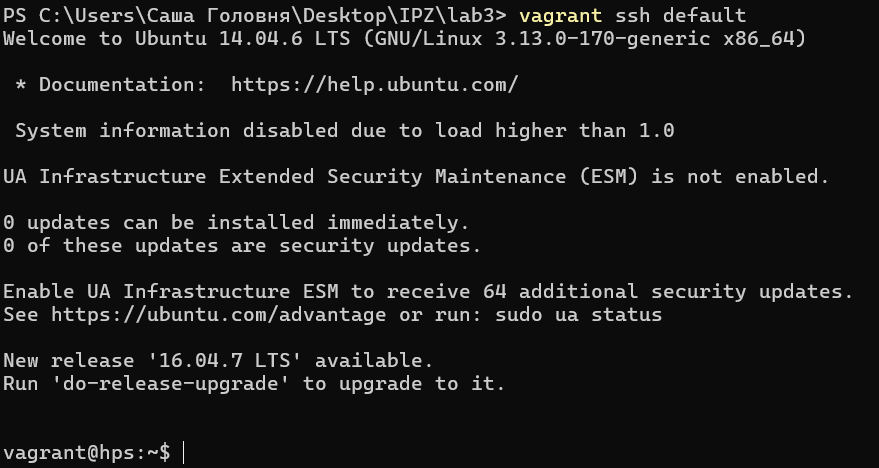 PS C:\Users\Саша Головня\Desktop\IPZ\lab3> vagrant ssh default
Welcome to Ubuntu 14.04.6 LTS (GNU/Linux 3.13.0-170-generic x86_64)
* Documentation:  https://help.ubuntu.com/
System information disabled due to load higher than 1.0
UA Infrastructure Extended Security Maintenance (ESM) is not enabled.
0 updates can be installed immediately.
0 of these updates are security updates.
Enable UA Infrastructure ESM to receive 64 additional security updates.
See https://ubuntu.com/advantage or run: sudo ua status
New release '16.04.7 LTS' available.
Run 'do-release-upgrade' to upgrade to it.
vagrant@hps:~$